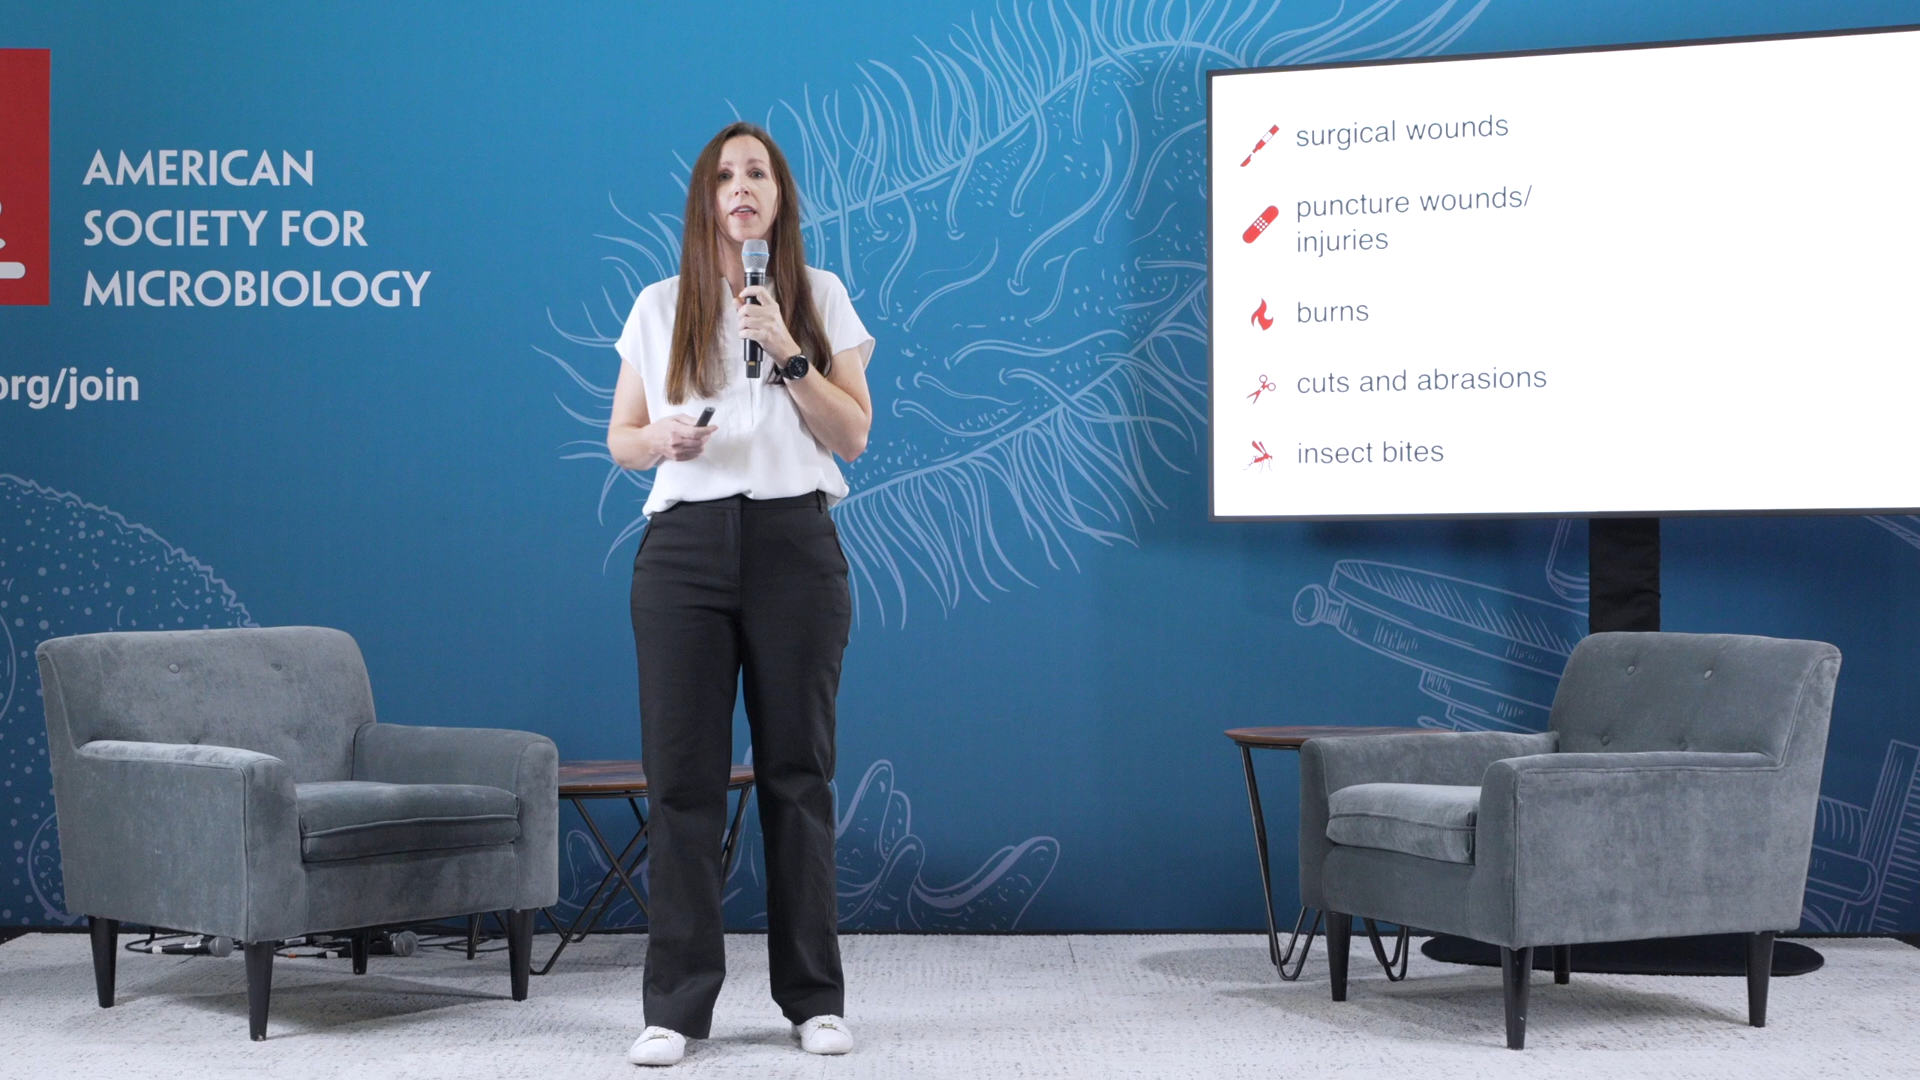 AMERICAN
SOCIETY FOR
MICROBIOLOGY
org/join
surgical wounds
puncture wounds/
injuries
burns
cuts and abrasions
insect bites